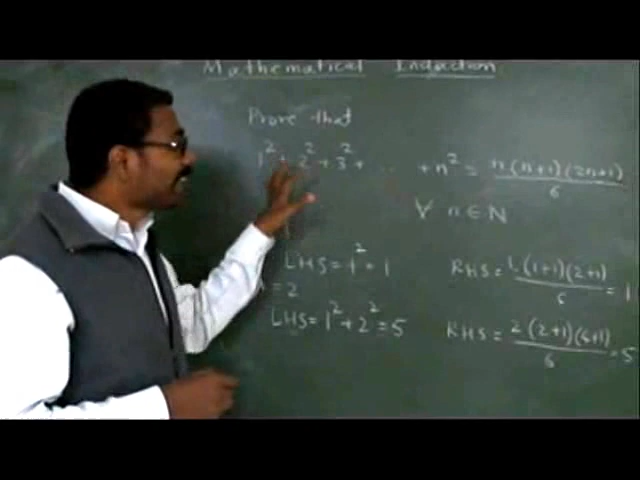 Mathematical Induction
Prove that
1² + 2² + 3² + ... + n² = n(n+1)(2n+1)/6
∀ n∈N
LHS = 1² = 1 RHS = 1.(1+1)(2+1)/6 = 1
= 2
LHS = 1² + 2² = 5 RHS = 2(2+1)(4+1)/6 = 5